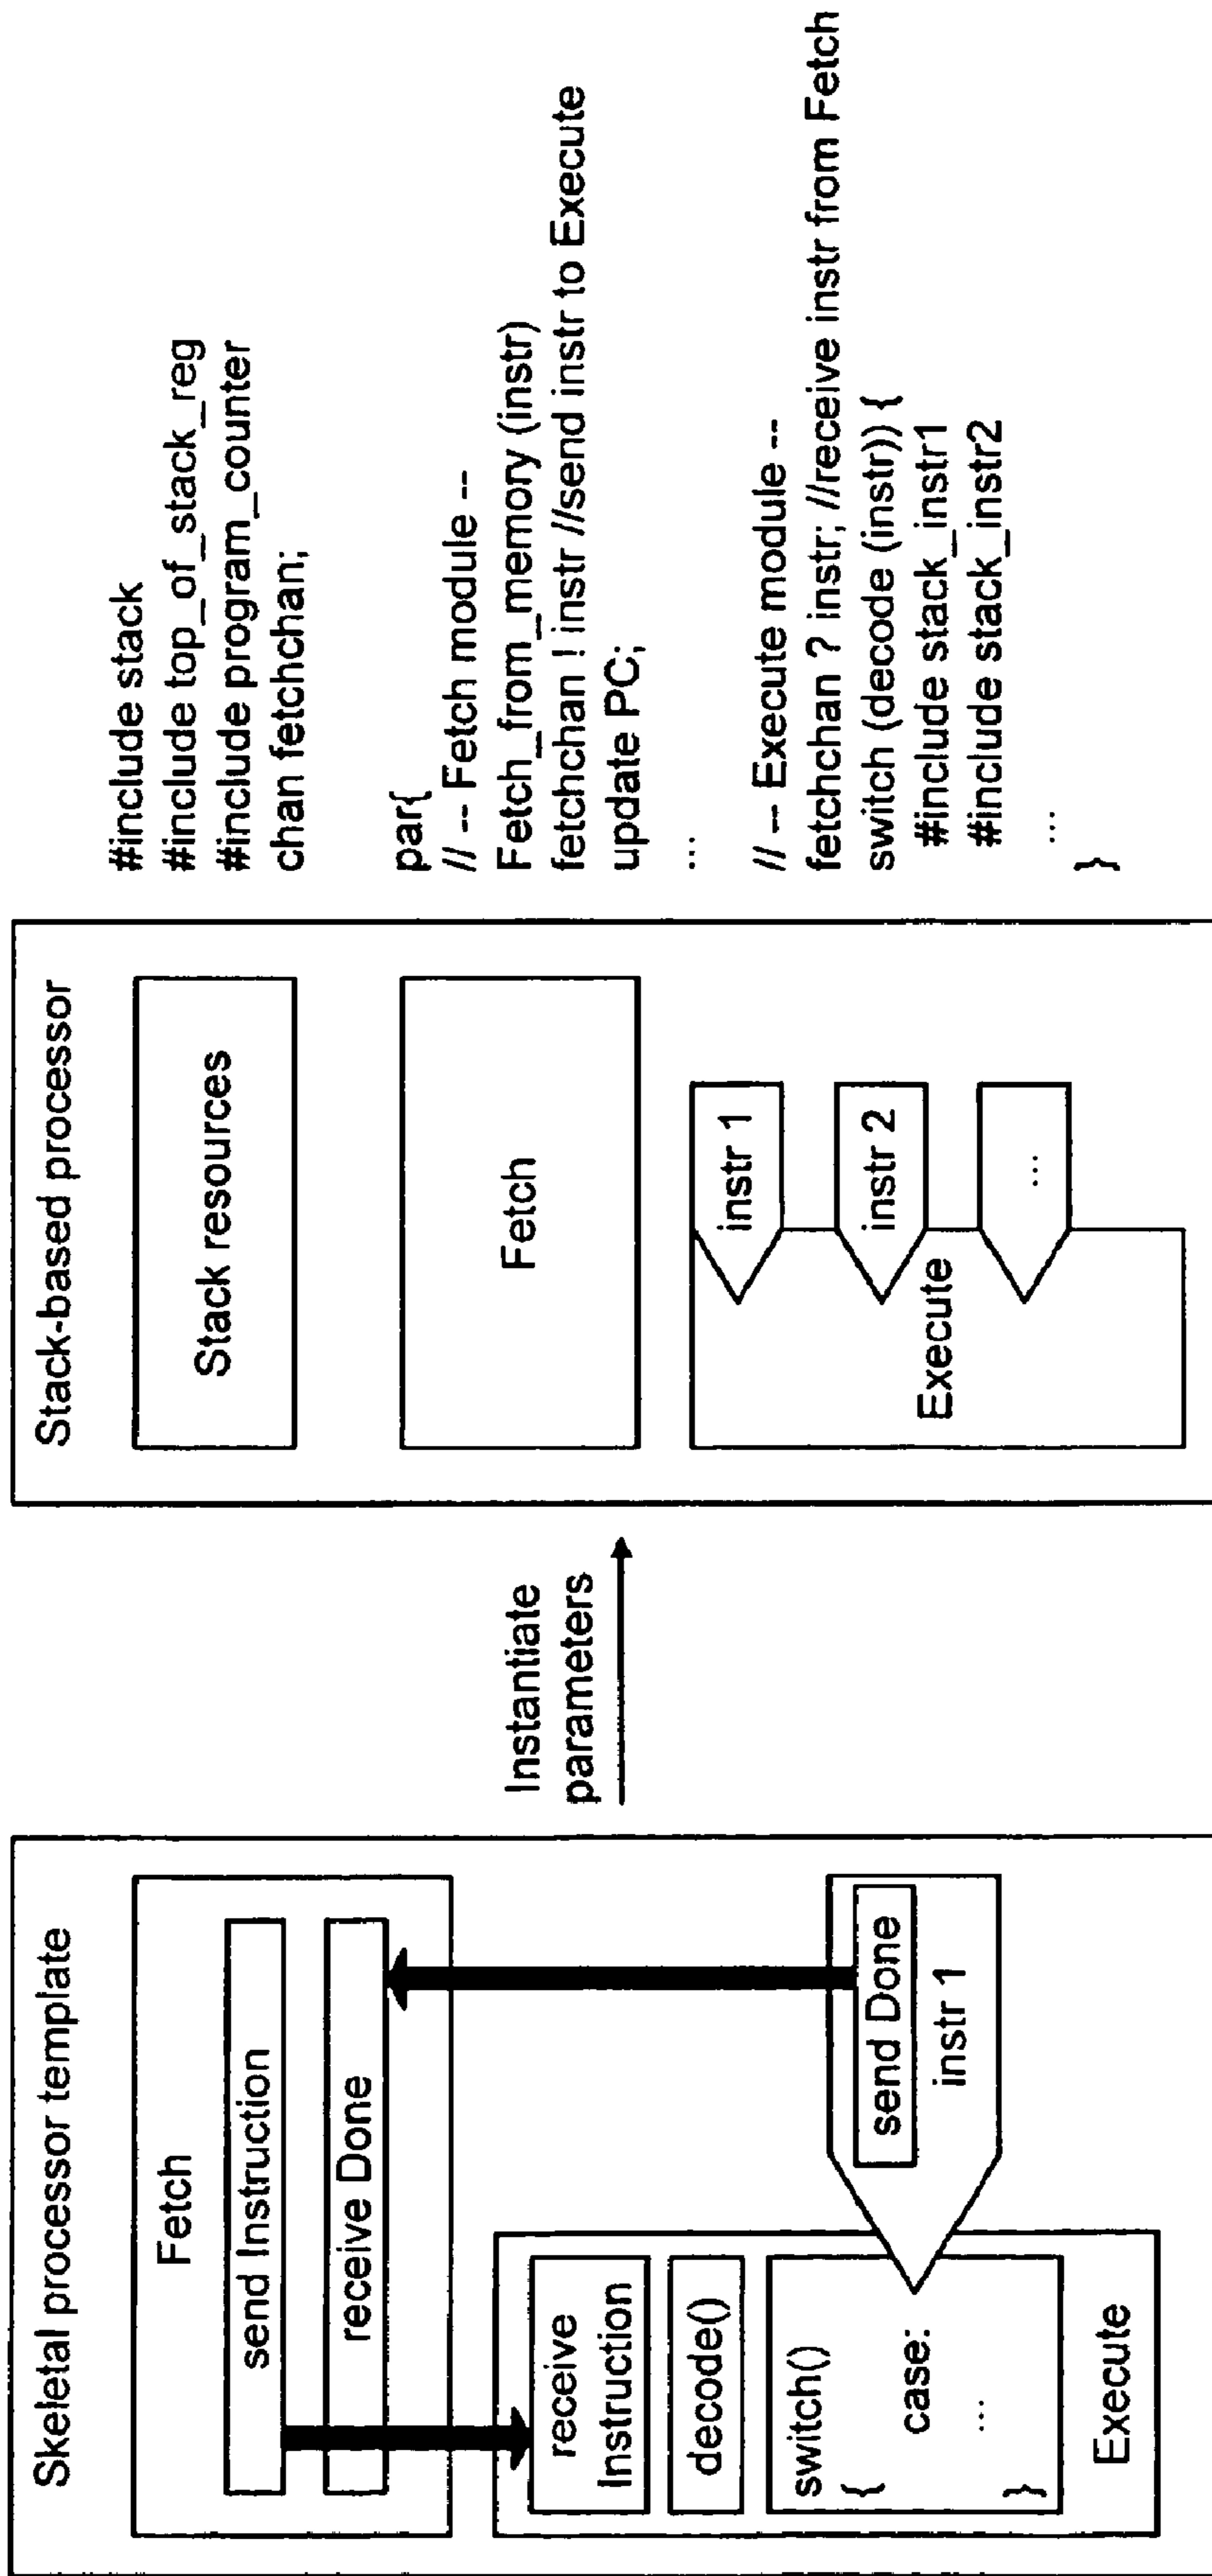 Skeletal processor template
Fetch
send Instruction
receive Done
receive
Instruction
decode()
switch()
{
case:
...
}
Execute
send Done
instr 1
Instantiate
parameters
Stack-based processor
Stack resources
Fetch
Execute
instr 1
instr 2
...
#include stack
#include top_of_stack_reg
#include program_counter
chan fetchchan;
par{
// -- Fetch module --
Fetch_from_memory (instr)
fetchchan ! instr //send instr to Execute
update PC;
...
// -- Execute module --
fetchchan ? instr; //receive instr from Fetch
switch (decode (instr)) {
#include stack_instr1
#include stack_instr2
...
}